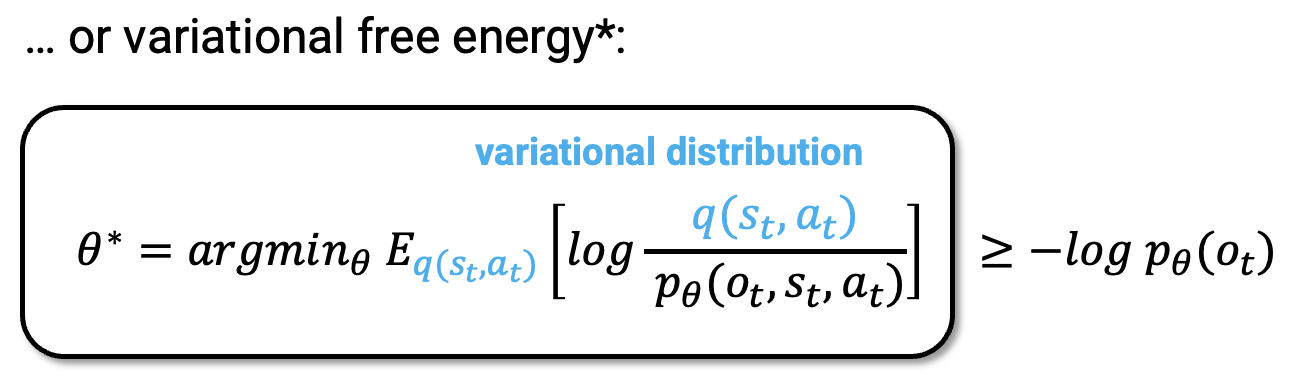 ... or variational free energy*:
variational distribution
θ* = argmin_θ E_{q(s_t,a_t)} [log q(s_t, a_t) / p_θ(o_t, s_t, a_t)] ≥ −log p_θ(o_t)